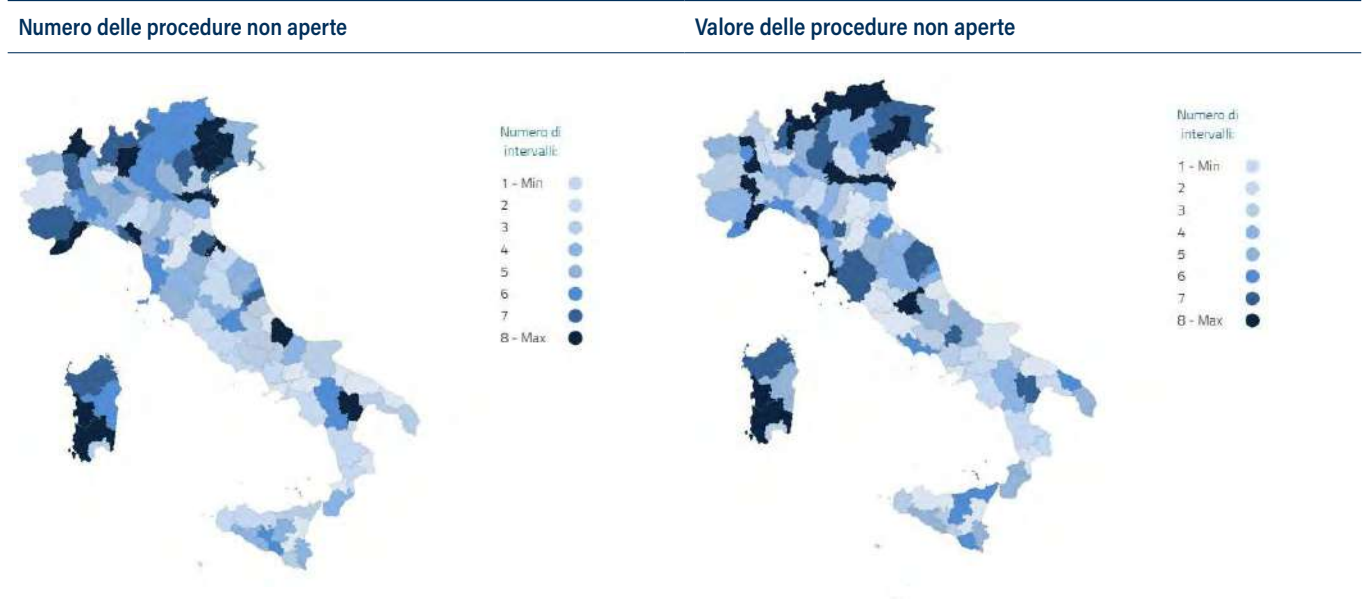 Numero delle procedure non aperte
Valore delle procedure non aperte
Numero di
intervalli:
1 - Min
2
3
4
5
6
7
8 - Max
Numero di
intervalli:
1 - Min
2
3
4
5
6
7
8 - Max